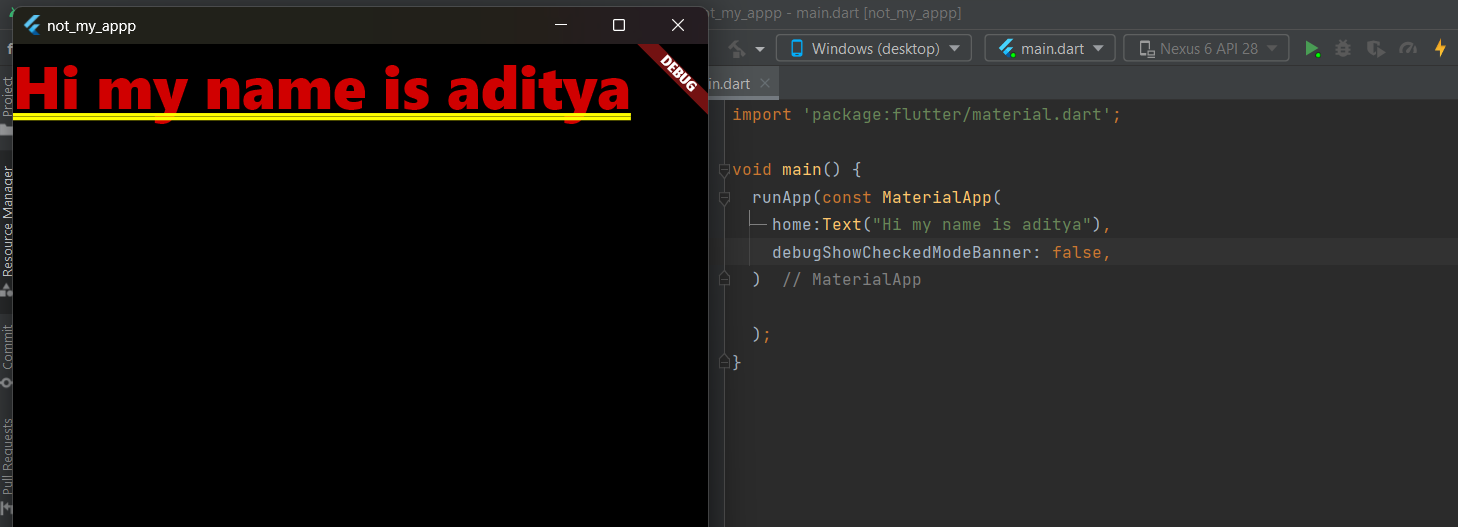 not_my_appp
t_my_appp - main.dart [not_my_appp]
Windows (desktop)
main.dart
Nexus 6 API 28
in.dart
Project
Resource Manager
Commit
Pull Requests
Hi my name is aditya
DEBUG
import 'package:flutter/material.dart';
void main() {
runApp(const MaterialApp(
home:Text("Hi my name is aditya"),
debugShowCheckedModeBanner: false,
) // MaterialApp
);
}